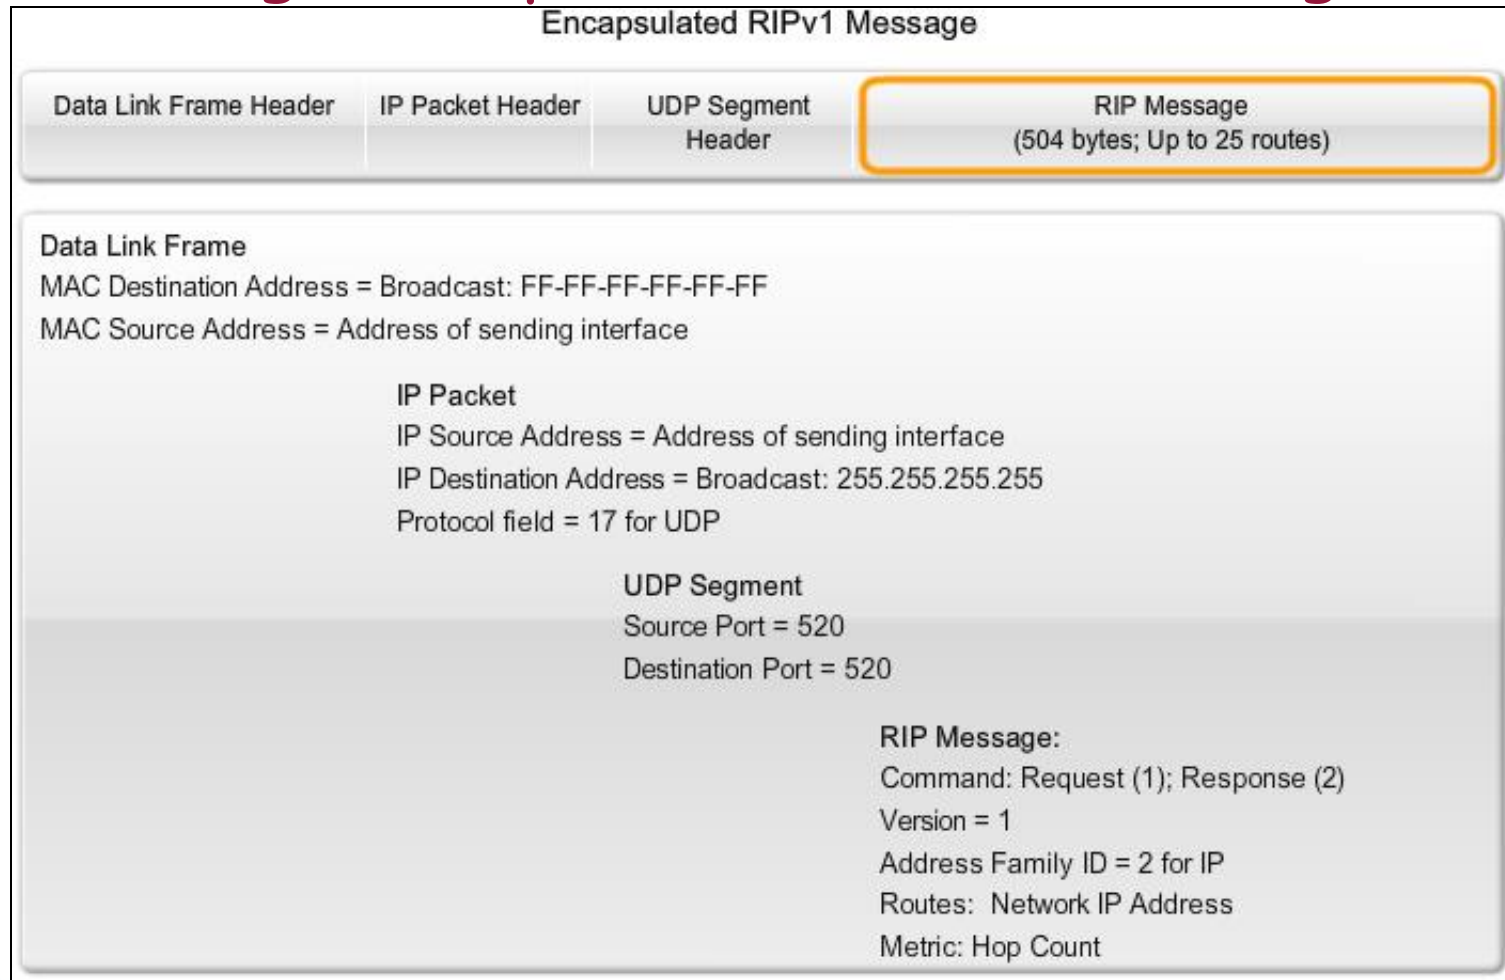 Encapsulated RIPv1 Message
Data Link Frame Header
IP Packet Header
UDP Segment
Header
RIP Message
(504 bytes; Up to 25 routes)
Data Link Frame
MAC Destination Address = Broadcast: FF-FF-FF-FF-FF-FF
MAC Source Address = Address of sending interface
IP Packet
IP Source Address = Address of sending interface
IP Destination Address = Broadcast: 255.255.255.255
Protocol field = 17 for UDP
UDP Segment
Source Port = 520
Destination Port = 520
RIP Message:
Command: Request (1); Response (2)
Version = 1
Address Family ID = 2 for IP
Routes: Network IP Address
Metric: Hop Count